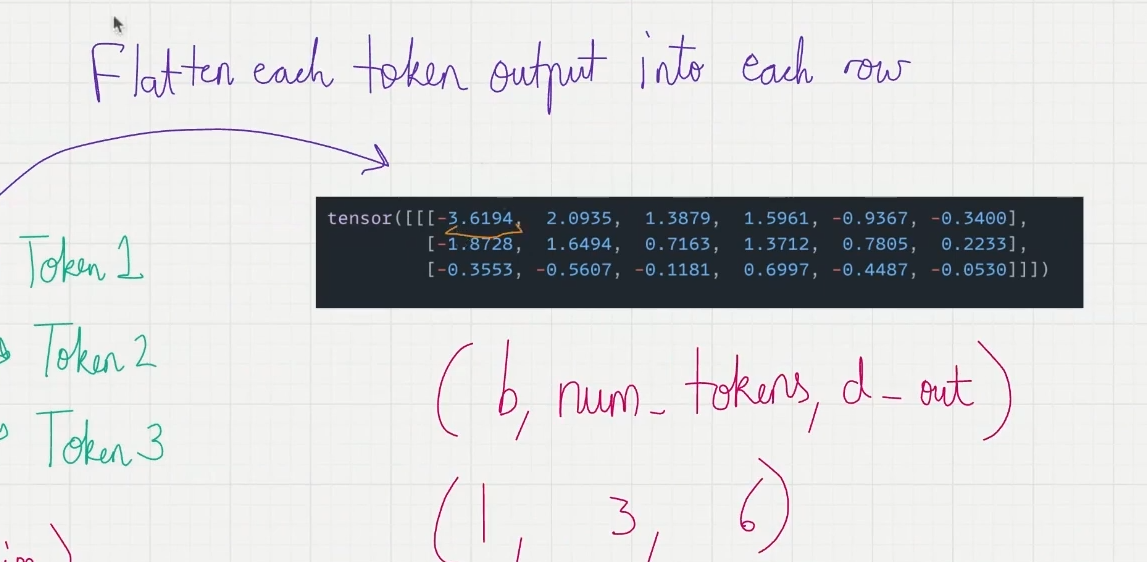 Flatten each token output into each row
tensor([[[-3.6194, 2.0935, 1.3879, 1.5961, -0.9367, -0.3400],
[-1.8728, 1.6494, 0.7163, 1.3712, 0.7805, 0.2233],
[-0.3553, -0.5607, -0.1181, 0.6997, -0.4487, -0.0530]]])
Token 1
Token 2
Token 3
(b, num_tokens, d_out)
(1, 3, 6)